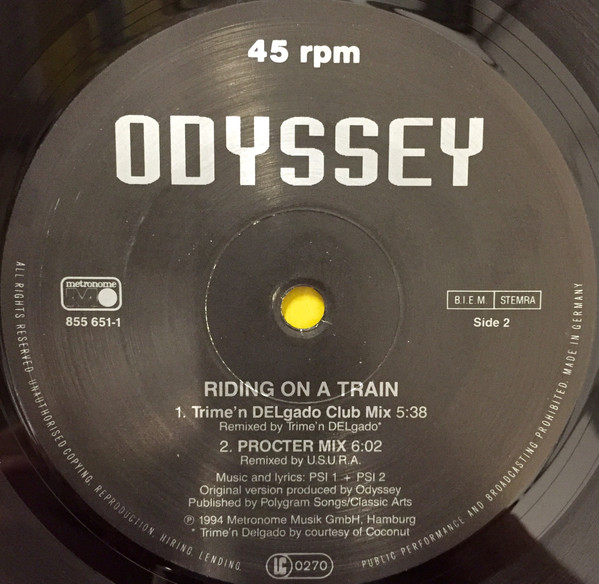 45 rpm
ODYSSEY
metronome
855 651-1
B.I.E.M. STEMRA
Side 2
RIDING ON A TRAIN
1. Trime'n DELgado Club Mix 5:38
Remixed by Trime'n DELgado*
2. PROCTER MIX 6:02
Remixed by U.S.U.R.A.
Music and lyrics: PSI 1 + PSI 2
Original version produced by Odyssey
Published by Polygram Songs/Classic Arts
℗ 1994 Metronome Musik GmbH, Hamburg
* Trime'n Delgado by courtesy of Coconut
LC 0270
ALL RIGHTS RESERVED. UNAUTHORISED COPYING, REPRODUCTION, HIRING, LENDING, PUBLIC PERFORMANCE AND BROADCASTING PROHIBITED. MADE IN GERMANY